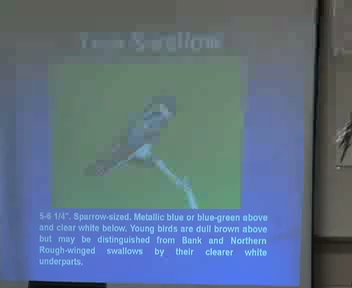 Tree Swallow
5-6 1/4". Sparrow-sized. Metallic blue or blue-green above
and clear white below. Young birds are dull brown above
but may be distinguished from Bank and Northern
Rough-winged swallows by their clearer white
underparts.